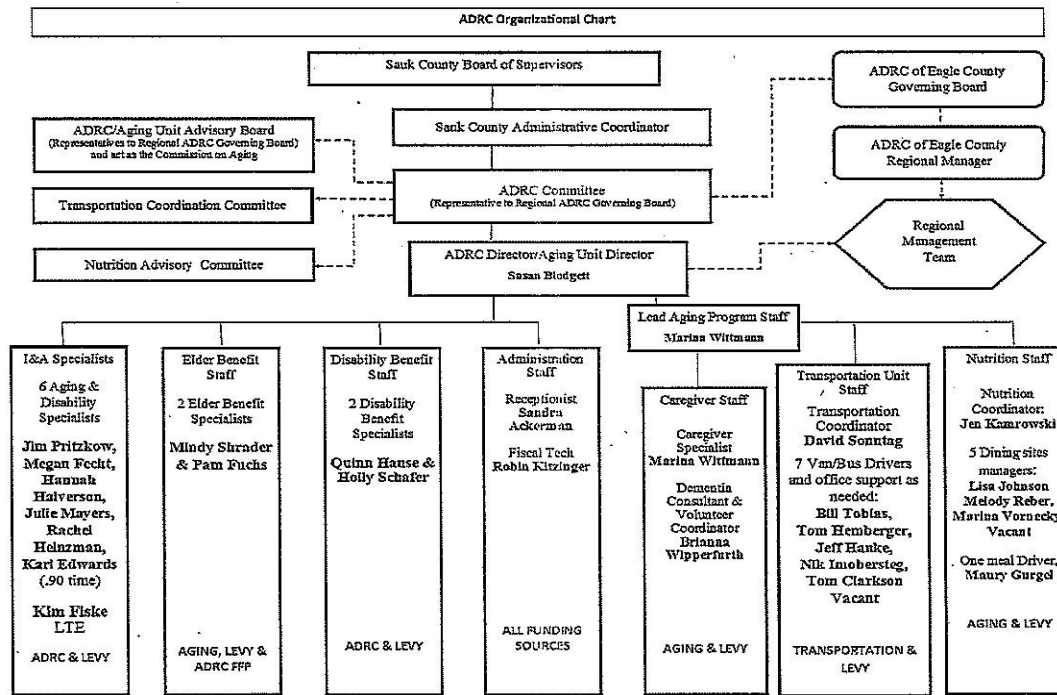 ADRC Organizational Chart
Sauk County Board of Supervisors
ADRC of Eagle County
Governing Board
Sauk County Administrative Coordinator
ADRC/Aging Unit Advisory Board
(Representatives to Regional ADRC Governing Board)
and act as the Commission on Aging
ADRC of Eagle County
Regional Manager
ADRC Committee
(Representative to Regional ADRC Governing Board)
Transportation Coordination Committee
Regional
Management
Team
Nutrition Advisory Committee
ADRC Director/Aging Unit Director
Susan Blodgett
Lead Aging Program Staff
Marina Wittmann
I&A Specialists
6 Aging &
Disability
Specialists
Jim Pritzkow,
Megan Fecht,
Hannah
Halverson,
Julie Mayers,
Rachel
Heinzman,
Kari Edwards
(.90 time)
Kim Fiske
LTE
ADRC & LEVY
Elder Benefit
Staff
2 Elder Benefit
Specialists
Mindy Shrader
& Pam Fuchs
AGING, LEVY &
ADRC FFP
Disability Benefit
Staff
2 Disability
Benefit
Specialists
Quinn Hause &
Holly Schafer
ADRC & LEVY
Administration
Staff
Receptionist
Sandra
Ackerman
Fiscal Tech
Robin Kitzinger
ALL FUNDING
SOURCES
Caregiver Staff
Caregiver
Specialist
Marina Wittmann
Dementia
Consultant &
Volunteer
Coordinator
Brianna
Wipperfurth
AGING & LEVY
Transportation Unit
Staff
Transportation
Coordinator
David Sonntag
7 Van/Bus Drivers
and office support as
needed:
Bill Tobias,
Tom Hemberger,
Jeff Hanke,
Nik Imobersteg,
Tom Clarkson
Vacant
TRANSPORTATION &
LEVY
Nutrition Staff
Nutrition
Coordinator:
Jen Kamrowski
5 Dining sites
managers:
Lisa Johnson
Melody Reber,
Marina Vornecky
Vacant
One meal Driver,
Maury Gurgel
AGING & LEVY